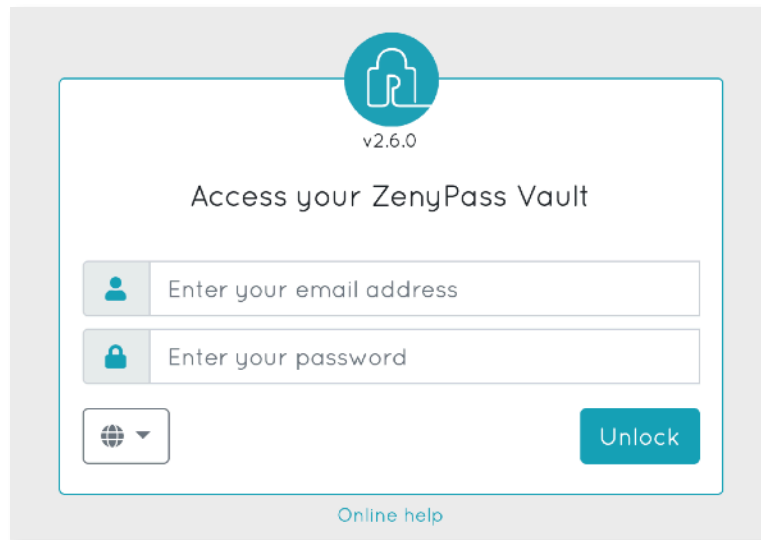 v2.6.0
Access your ZenyPass Vault
Enter your email address
Enter your password
Unlock
Online help